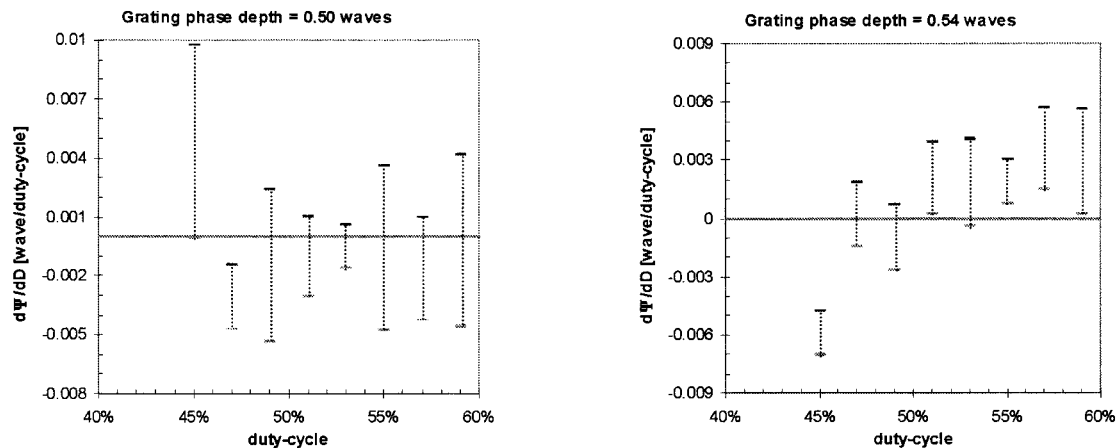 Grating phase depth = 0.50 waves
0.01
0.007
0.004
0.001
-0.002
-0.005
-0.008
dΨ/dD [wave/duty-cycle]
40% 45% 50% 55% 60%
duty-cycle
Grating phase depth = 0.54 waves
0.009
0.006
0.003
0
-0.003
-0.006
-0.009
dΨ/dD [wave/duty-cycle]
40% 45% 50% 55% 60%
duty-cycle